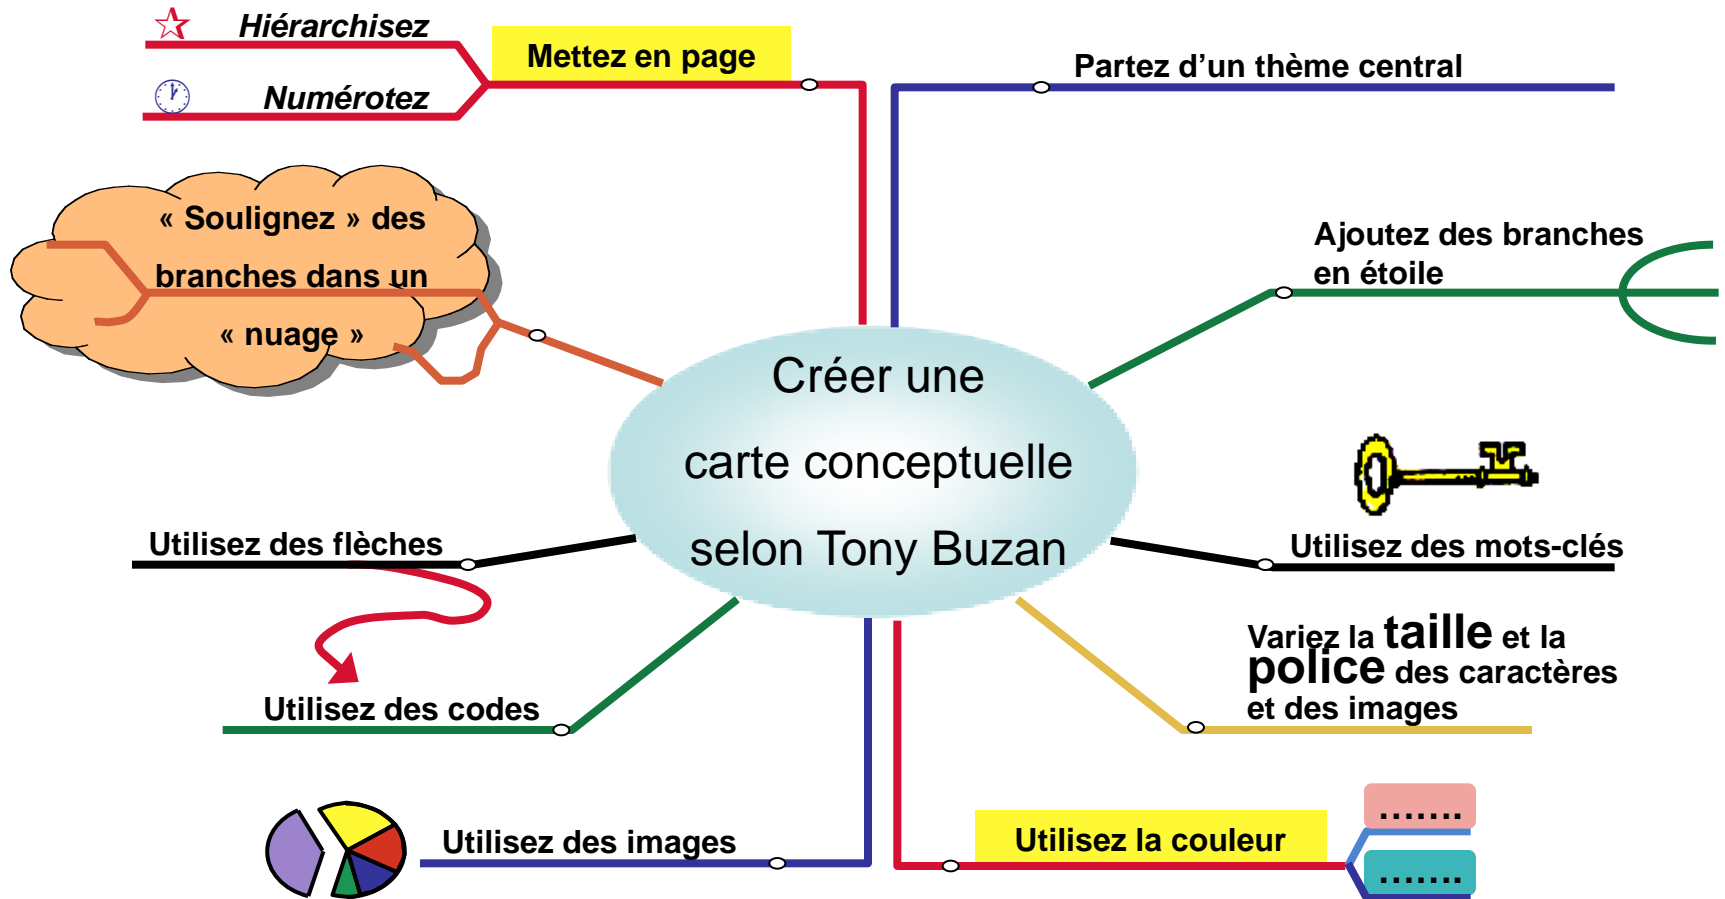 Hiérarchisez
Numérotez
Mettez en page
Partez d’un thème central
« Soulignez » des
branches dans un
« nuage »
Ajoutez des branches
en étoile
Créer une
carte conceptuelle
selon Tony Buzan
Utilisez des flèches
Utilisez des mots-clés
Utilisez des codes
Variez la taille et la
police des caractères
et des images
Utilisez des images
Utilisez la couleur
.......
.......